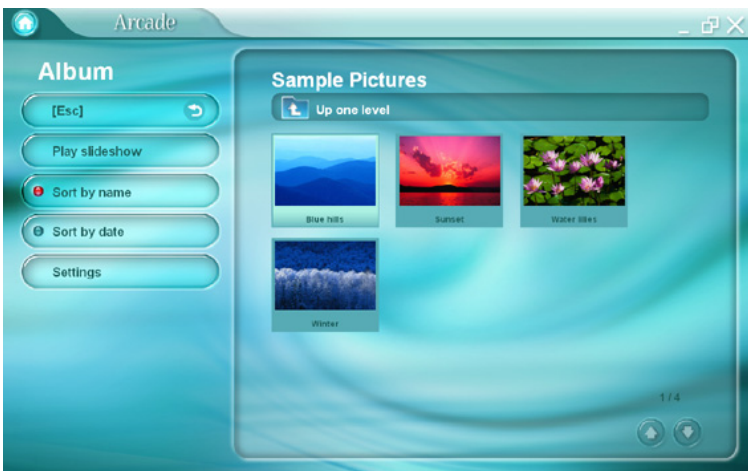 Arcade
Album
[Esc]
Play slideshow
Sort by name
Sort by date
Settings
Sample Pictures
Up one level
Blue hills
Sunset
Water lilies
Winter
1 / 4